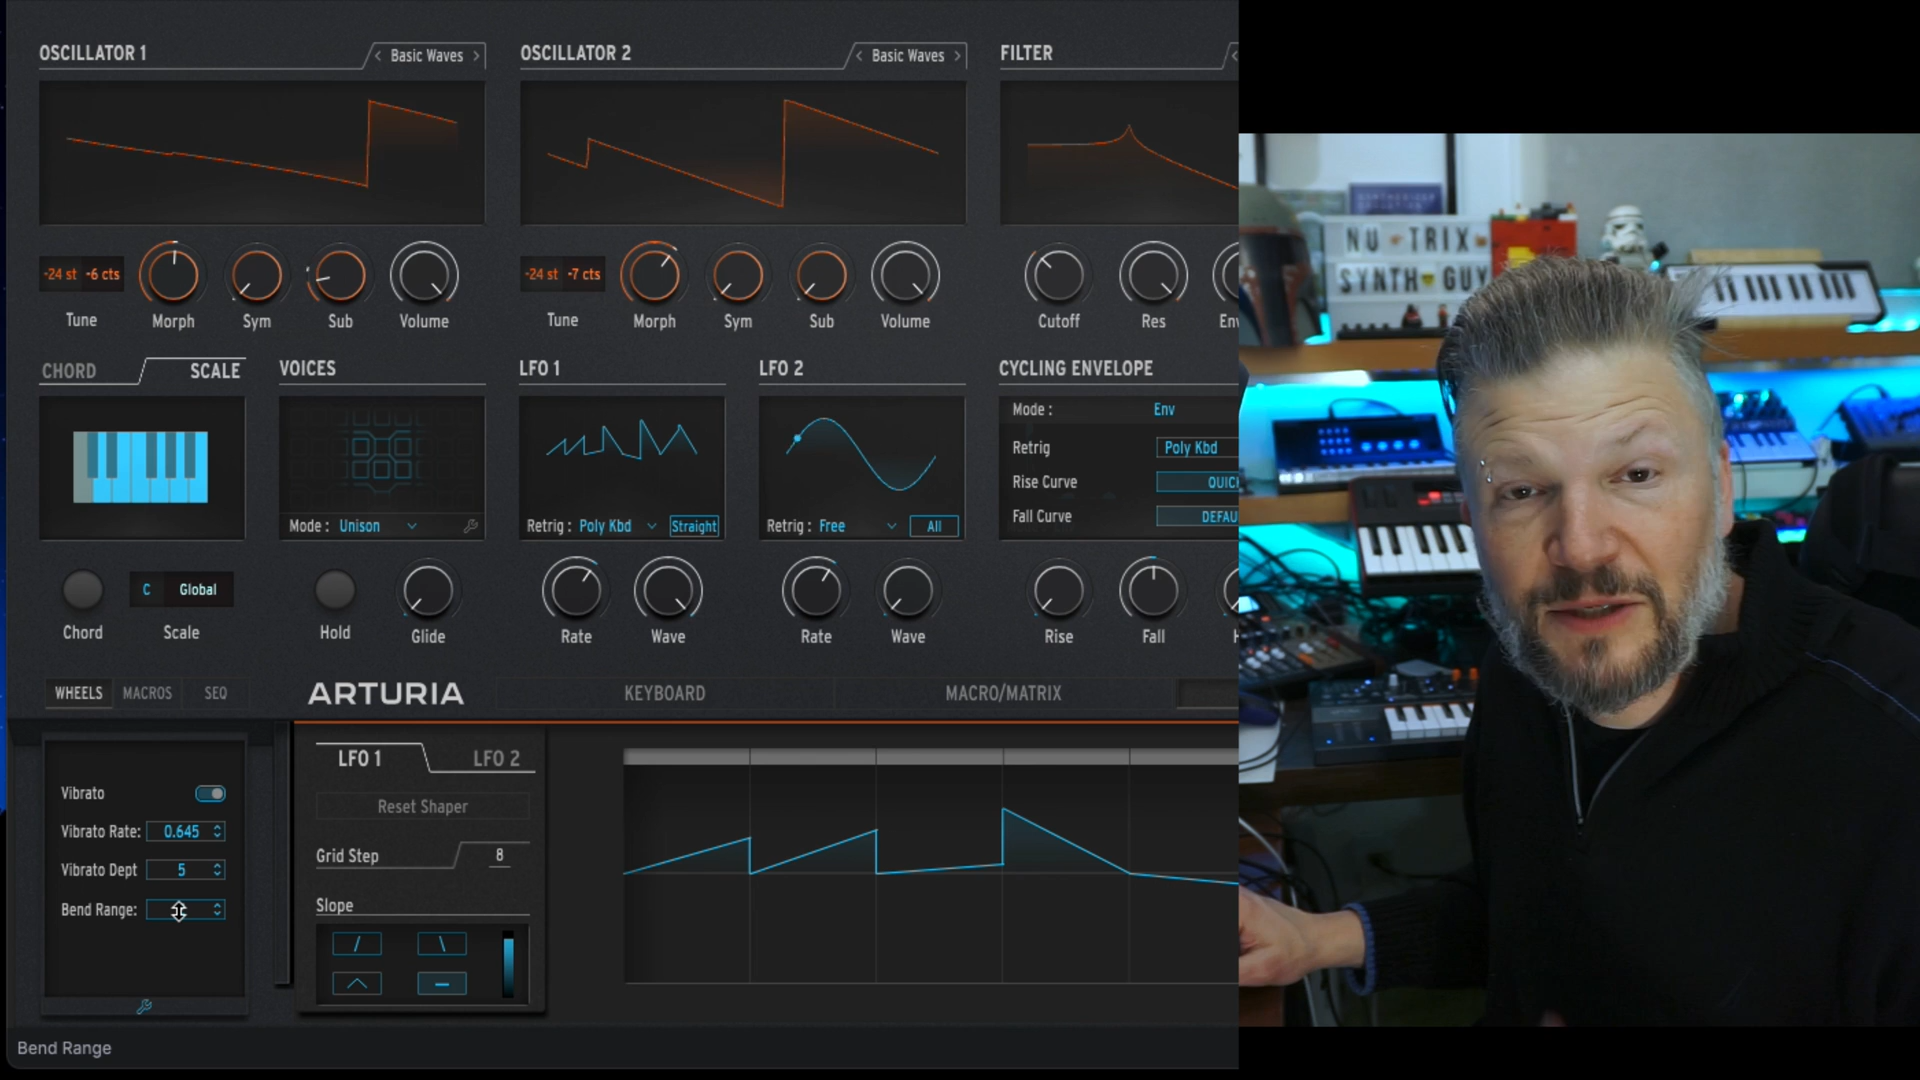 OSCILLATOR 1
< Basic Waves >
OSCILLATOR 2
< Basic Waves >
FILTER
-24 st -6 cts
Tune
Morph
Sym
Sub
Volume
-24 st -7 cts
Tune
Morph
Sym
Sub
Volume
Cutoff
Res
CHORD
SCALE
VOICES
LFO 1
LFO 2
CYCLING ENVELOPE
Mode : Unison
Retrig : Poly Kbd
Straight
Retrig : Free
All
Mode : Env
Retrig Poly Kbd
Rise Curve
Fall Curve
Chord
C Global
Scale
Hold
Glide
Rate
Wave
Rate
Wave
Rise
Fall
WHEELS
MACROS
SEQ
ARTURIA
KEYBOARD
MACRO/MATRIX
Vibrato
Vibrato Rate: 0.645
Vibrato Dept 5
Bend Range:
LFO 1
LFO 2
Reset Shaper
Grid Step 8
Slope
Bend Range
NU TRIX
SYNTH GUY